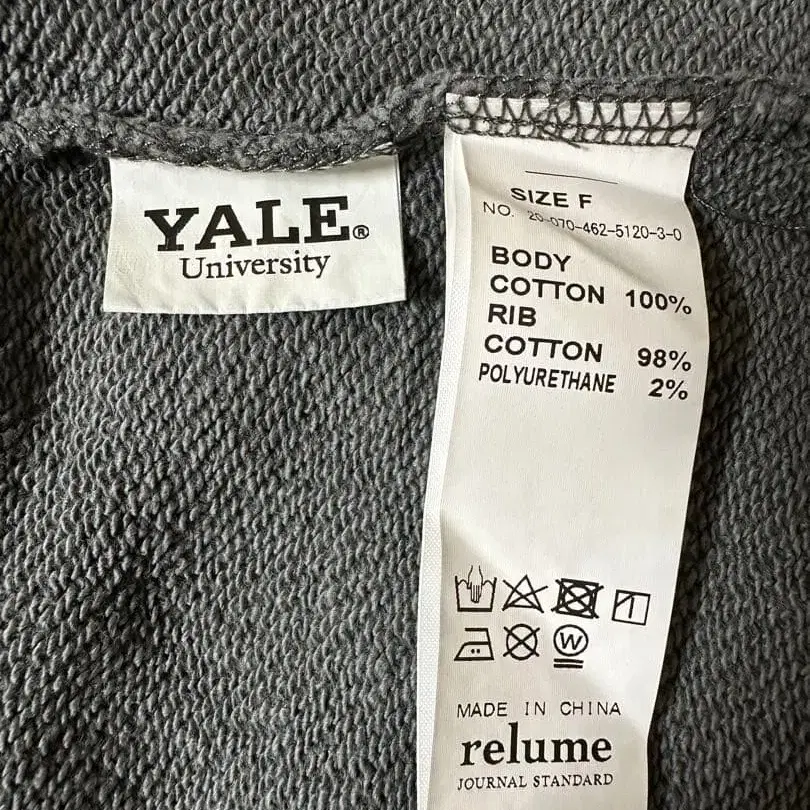 YALE®
University
SIZE F
NO. 20-070-462-5120-3-0
BODY
COTTON 100%
RIB
COTTON 98%
POLYURETHANE 2%
W
MADE IN CHINA
relume
JOURNAL STANDARD